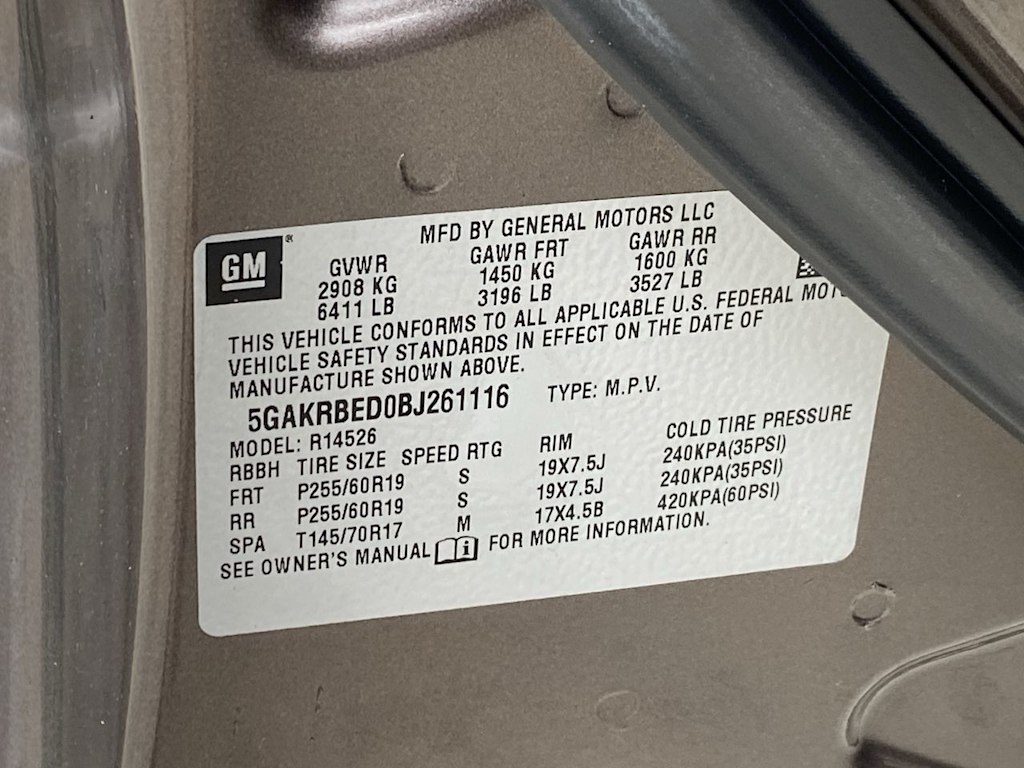 GM®
MFD BY GENERAL MOTORS LLC
GVWR GAWR FRT GAWR RR
2908 KG 1450 KG 1600 KG
6411 LB 3196 LB 3527 LB
THIS VEHICLE CONFORMS TO ALL APPLICABLE U.S. FEDERAL
VEHICLE SAFETY STANDARDS IN EFFECT ON THE DATE OF
MANUFACTURE SHOWN ABOVE.
5GAKRBED0BJ261116 TYPE: M.P.V.
MODEL: R14526
RBBH TIRE SIZE SPEED RTG RIM COLD TIRE PRESSURE
FRT P255/60R19 S 19X7.5J 240KPA(35PSI)
RR P255/60R19 S 19X7.5J 240KPA(35PSI)
SPA T145/70R17 M 17X4.5B 420KPA(60PSI)
SEE OWNER'S MANUAL i FOR MORE INFORMATION.